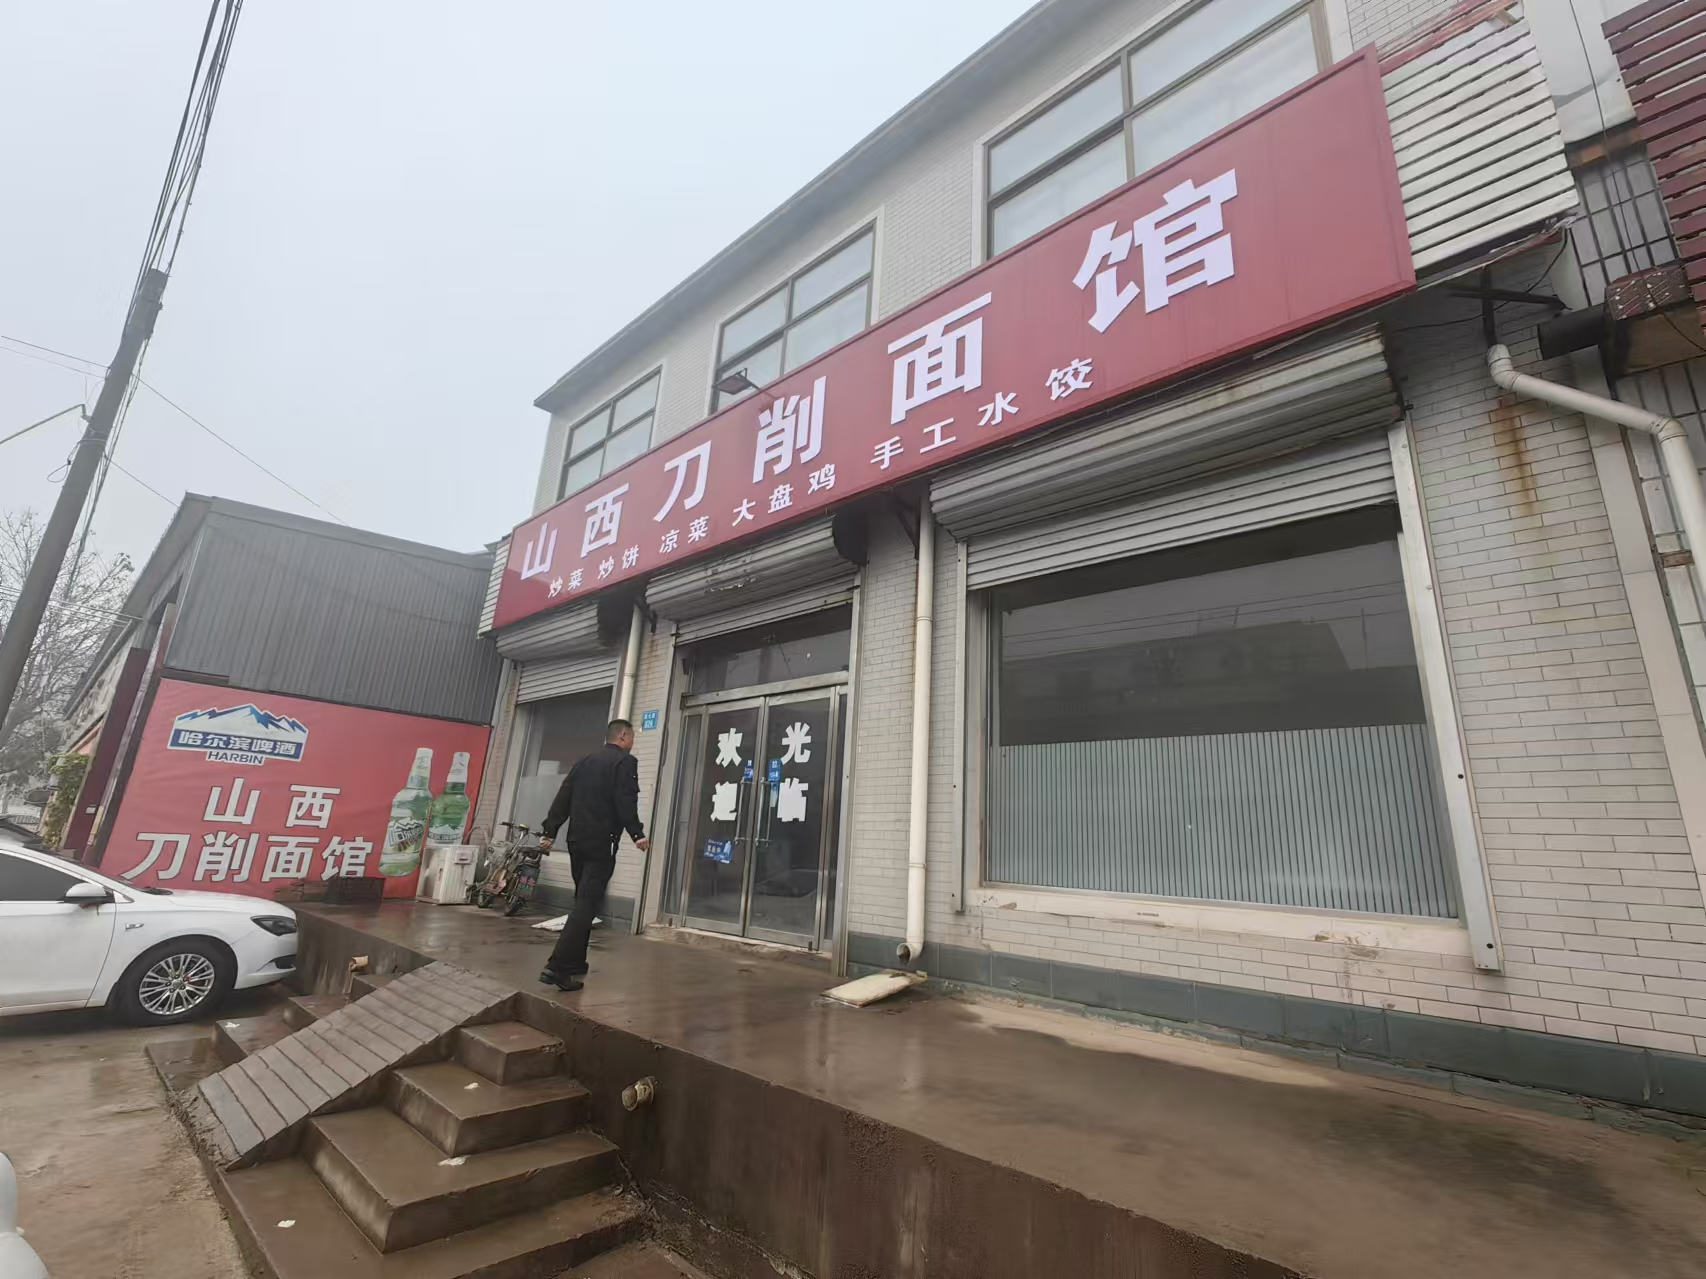 山西刀削面馆
炒菜 炒饼 凉菜 大盘鸡 手工水饺
哈尔滨啤酒
HARBIN
山西
刀削面馆
欢迎
光临